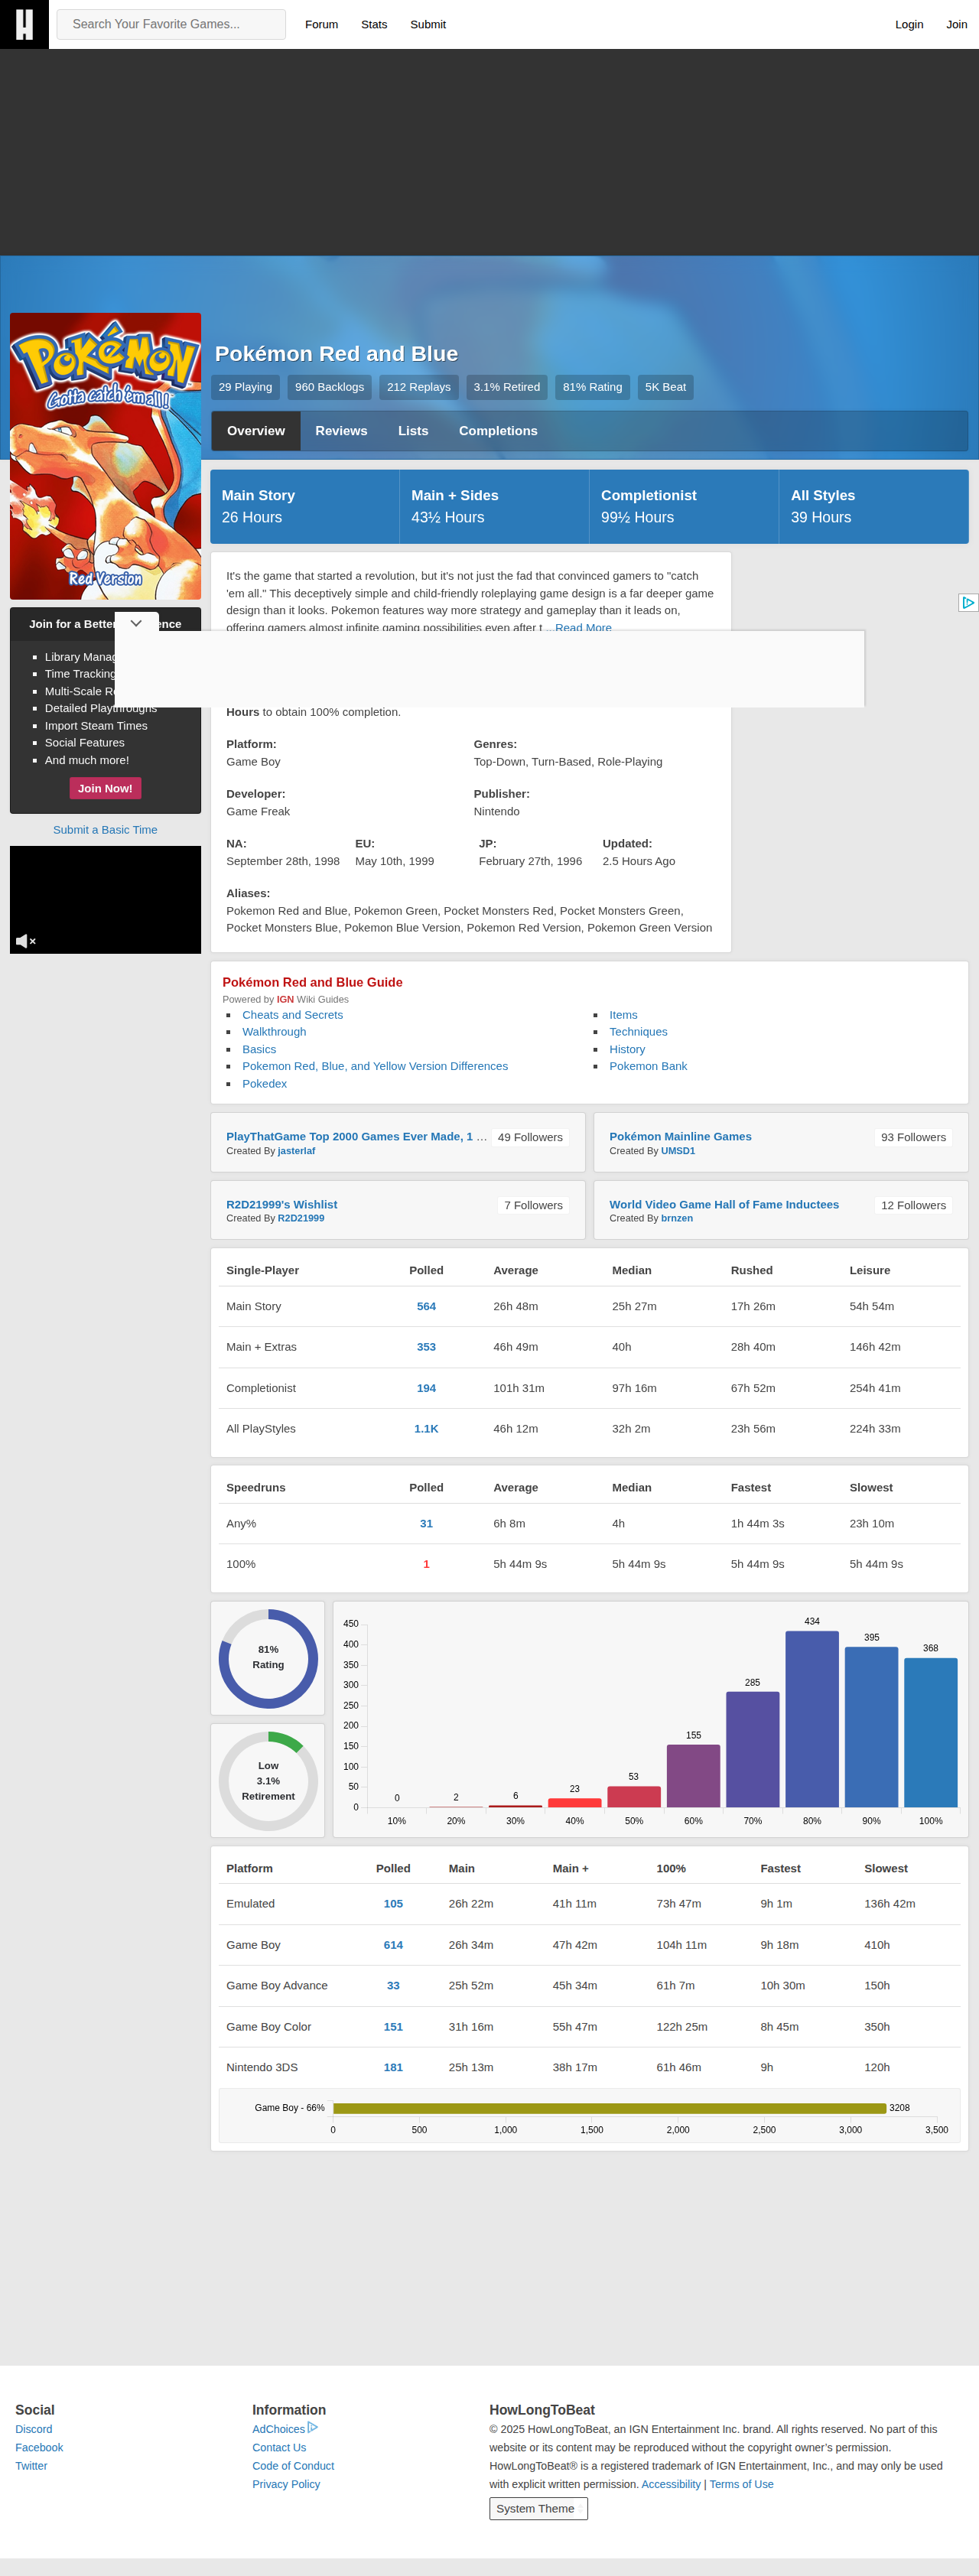 Search Your Favorite Games...
Forum
Stats
Submit
Login
Join
POKéMON
Gotta catch 'em all!
Red Version
Pokémon Red and Blue
29 Playing
960 Backlogs
212 Replays
3.1% Retired
81% Rating
5K Beat
Overview
Reviews
Lists
Completions
Main Story
26 Hours
Main + Sides
43½ Hours
Completionist
99½ Hours
All Styles
39 Hours
Join for a Better
Library
Time Tracking
Multi-Scale
Detailed Playthroughs
Import Steam Times
Social Features
And much more!
Join Now!
Submit a Basic Time
It's the game that started a revolution, but it's not just the fad that convinced gamers to "catch
'em all." This deceptively simple and child-friendly roleplaying game design is a far deeper game
design than it looks. Pokemon features way more strategy and gameplay than it leads on,
offering gamers almost infinite gaming possibilities even after t ...Read More
Hours to obtain 100% completion.
Platform:
Game Boy
Genres:
Top-Down, Turn-Based, Role-Playing
Developer:
Game Freak
Publisher:
Nintendo
NA:
September 28th, 1998
EU:
May 10th, 1999
JP:
February 27th, 1996
Updated:
2.5 Hours Ago
Aliases:
Pokemon Red and Blue, Pokemon Green, Pocket Monsters Red, Pocket Monsters Green,
Pocket Monsters Blue, Pokemon Blue Version, Pokemon Red Version, Pokemon Green Version
Pokémon Red and Blue Guide
Powered by IGN Wiki Guides
Cheats and Secrets
Walkthrough
Basics
Pokemon Red, Blue, and Yellow Version Differences
Pokedex
Items
Techniques
History
Pokemon Bank
PlayThatGame Top 2000 Games Ever Made, 1 ...
49 Followers
Created By jasterlaf
Pokémon Mainline Games
93 Followers
Created By UMSD1
R2D21999's Wishlist
7 Followers
Created By R2D21999
World Video Game Hall of Fame Inductees
12 Followers
Created By brnzen
Single-Player Polled Average Median Rushed Leisure
Main Story 564 26h 48m 25h 27m 17h 26m 54h 54m
Main + Extras 353 46h 49m 40h 28h 40m 146h 42m
Completionist 194 101h 31m 97h 16m 67h 52m 254h 41m
All PlayStyles 1.1K 46h 12m 32h 2m 23h 56m 224h 33m
Speedruns Polled Average Median Fastest Slowest
Any% 31 6h 8m 4h 1h 44m 3s 23h 10m
100% 1 5h 44m 9s 5h 44m 9s 5h 44m 9s 5h 44m 9s
81%
Rating
Low
3.1%
Retirement
450
400
350
300
250
200
150
100
50
0
0
2
6
23
53
155
285
434
395
368
10% 20% 30% 40% 50% 60% 70% 80% 90% 100%
Platform Polled Main Main + 100% Fastest Slowest
Emulated 105 26h 22m 41h 11m 73h 47m 9h 1m 136h 42m
Game Boy 614 26h 34m 47h 42m 104h 11m 9h 18m 410h
Game Boy Advance 33 25h 52m 45h 34m 61h 7m 10h 30m 150h
Game Boy Color 151 31h 16m 55h 47m 122h 25m 8h 45m 350h
Nintendo 3DS 181 25h 13m 38h 17m 61h 46m 9h 120h
Game Boy - 66%
3208
0 500 1,000 1,500 2,000 2,500 3,000 3,500
Social
Discord
Facebook
Twitter
Information
AdChoices
Contact Us
Code of Conduct
Privacy Policy
HowLongToBeat
© 2025 HowLongToBeat, an IGN Entertainment Inc. brand. All rights reserved. No part of this
website or its content may be reproduced without the copyright owner's permission.
HowLongToBeat® is a registered trademark of IGN Entertainment, Inc., and may only be used
with explicit written permission. Accessibility | Terms of Use
System Theme